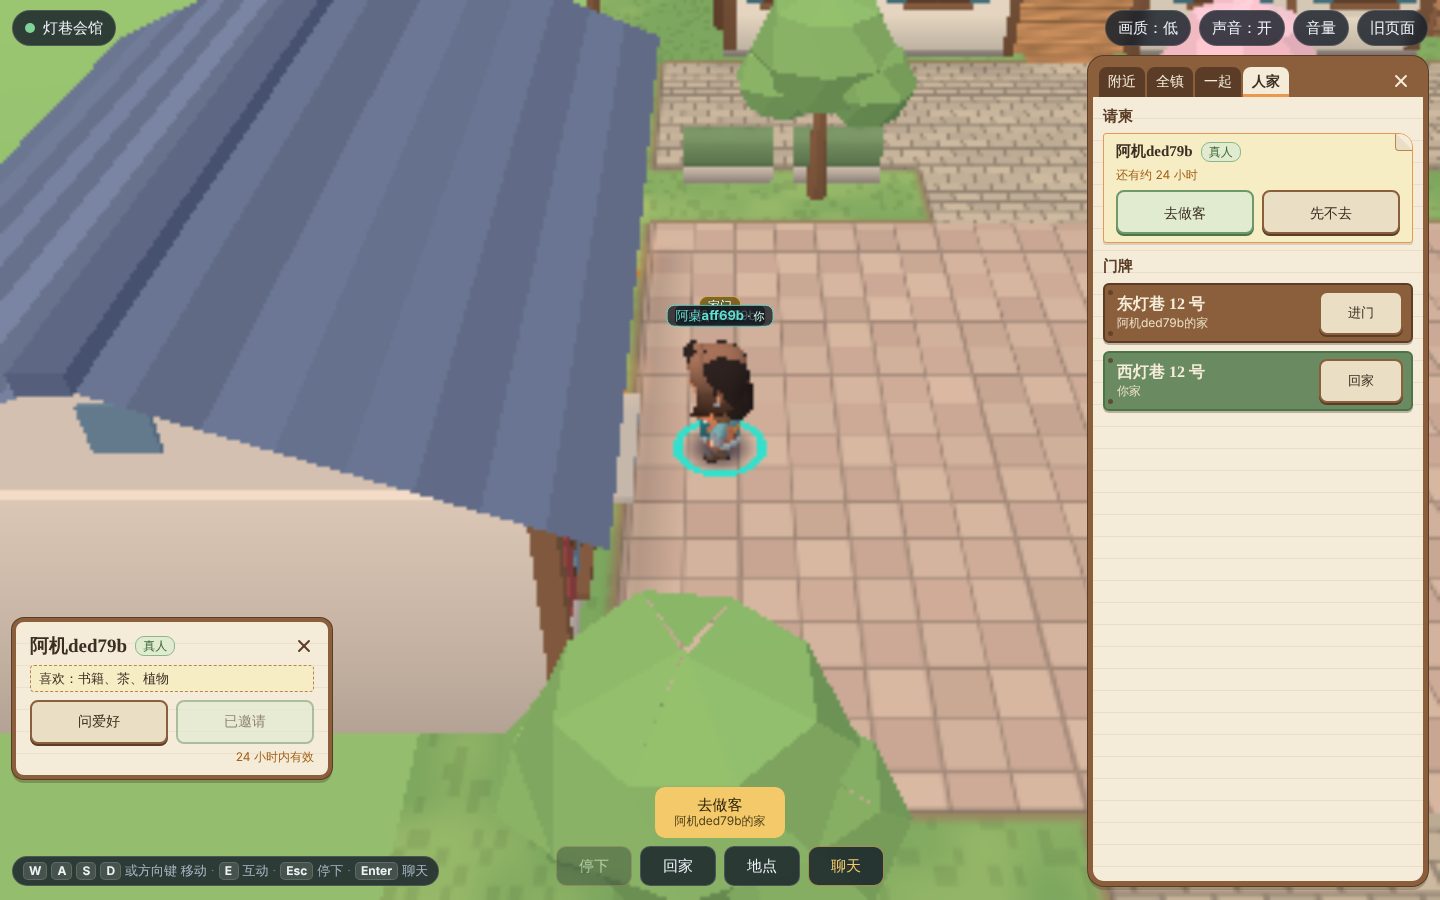 灯巷会馆
画质：低
声音：开
音量
旧页面
附近
全镇
一起
人家
请柬
阿机ded79b
真人
还有约 24 小时
去做客
先不去
门牌
东灯巷 12 号
阿机ded79b的家
进门
西灯巷 12 号
你家
回家
阿桌aff69b · 你
阿机ded79b
真人
喜欢：书籍、茶、植物
问爱好
已邀请
24 小时内有效
去做客
阿机ded79b的家
W A S D 或方向键 移动 · E 互动 · Esc 停下 · Enter 聊天
停下
回家
地点
聊天